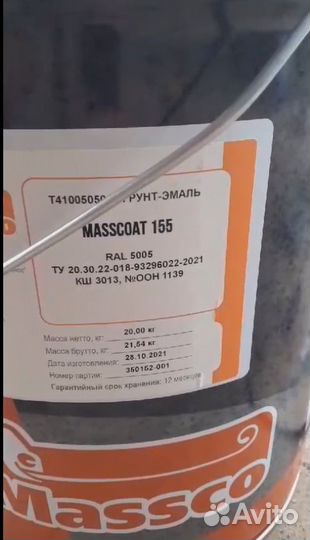 ГРУНТ-ЭМАЛЬ
MASSCOAT 155
RAL 5005
ТУ 20.30.22-018-93296022-2021
КШ 3013, №ООН 1139
Масса нетто, кг: 20,00 кг
Масса брутто, кг: 21,54 кг
Дата изготовления: 28.10.2021
Номер партии: 350152-001
Гарантийный срок хранения: 12 месяцев
Massco
Avito